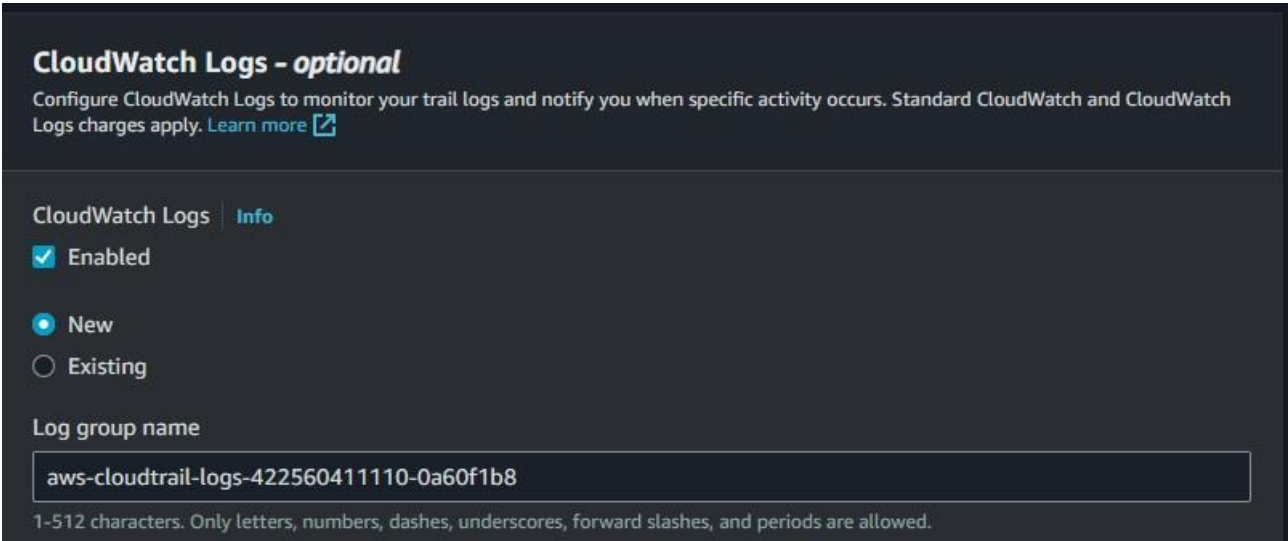 CloudWatch Logs - optional
Configure CloudWatch Logs to monitor your trail logs and notify you when specific activity occurs. Standard CloudWatch and CloudWatch
Logs charges apply. Learn more
CloudWatch Logs Info
Enabled
New
Existing
Log group name
aws-cloudtrail-logs-422560411110-0a60f1b8
1-512 characters. Only letters, numbers, dashes, underscores, forward slashes, and periods are allowed.